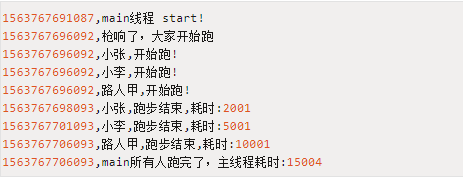 1563767691087,main线程 start!
1563767696092,枪响了，大家开始跑
1563767696092,小张,开始跑!
1563767696092,小李,开始跑!
1563767696092,路人甲,开始跑!
1563767698093,小张,跑步结束,耗时:2001
1563767701093,小李,跑步结束,耗时:5001
1563767706093,路人甲,跑步结束,耗时:10001
1563767706093,main所有人跑完了，主线程耗时:15004